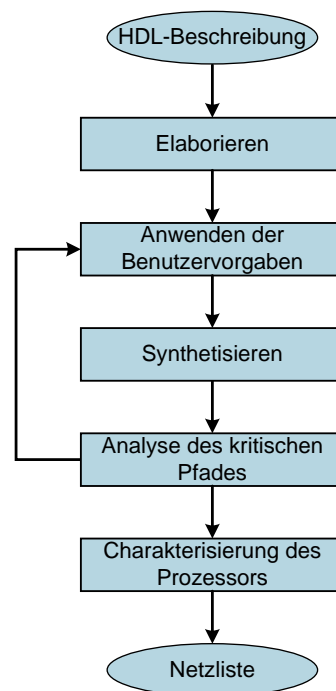 HDL-Beschreibung
Elaborieren
Anwenden der
Benutzervorgaben
Synthetisieren
Analyse des kritischen
Pfades
Charakterisierung des
Prozessors
Netzliste